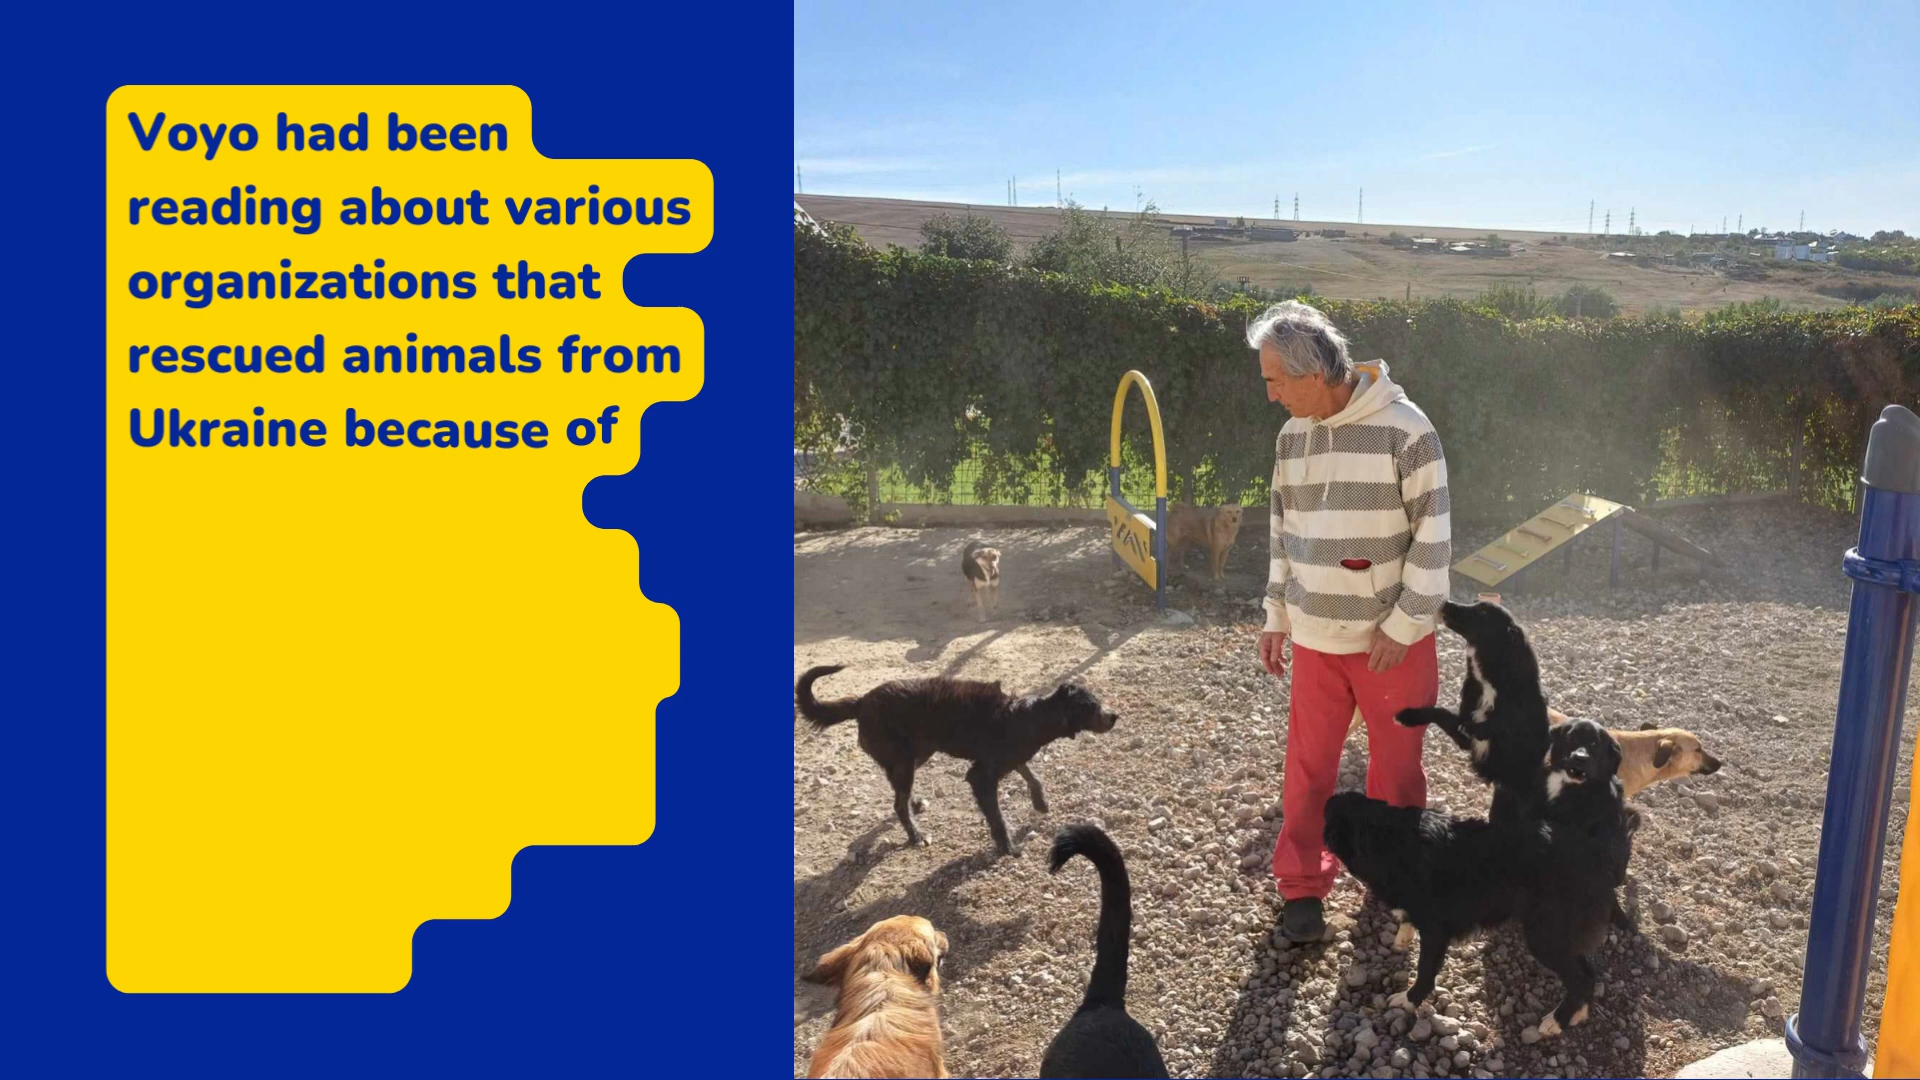 Voyo had been
reading about various
organizations that
rescued animals from
Ukraine because of